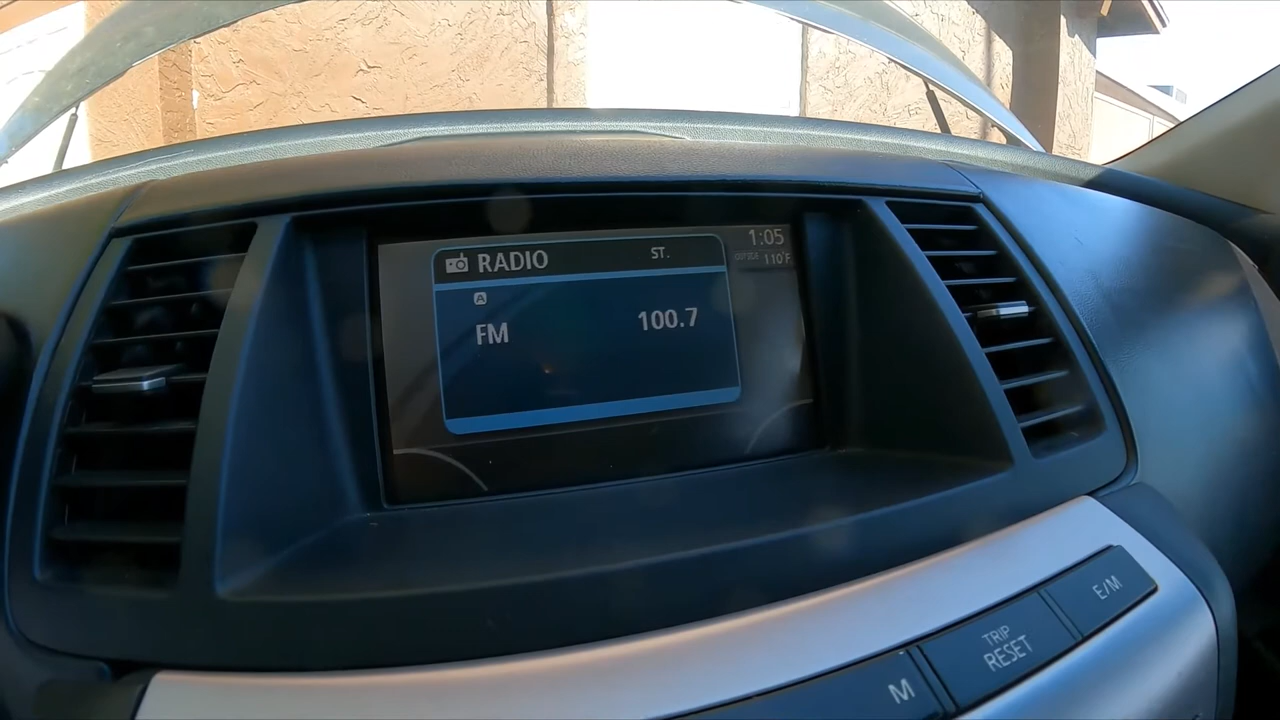 RADIO ST.
1:05
OUTSIDE 110°F
A
FM 100.7
E/M
TRIP
RESET
M